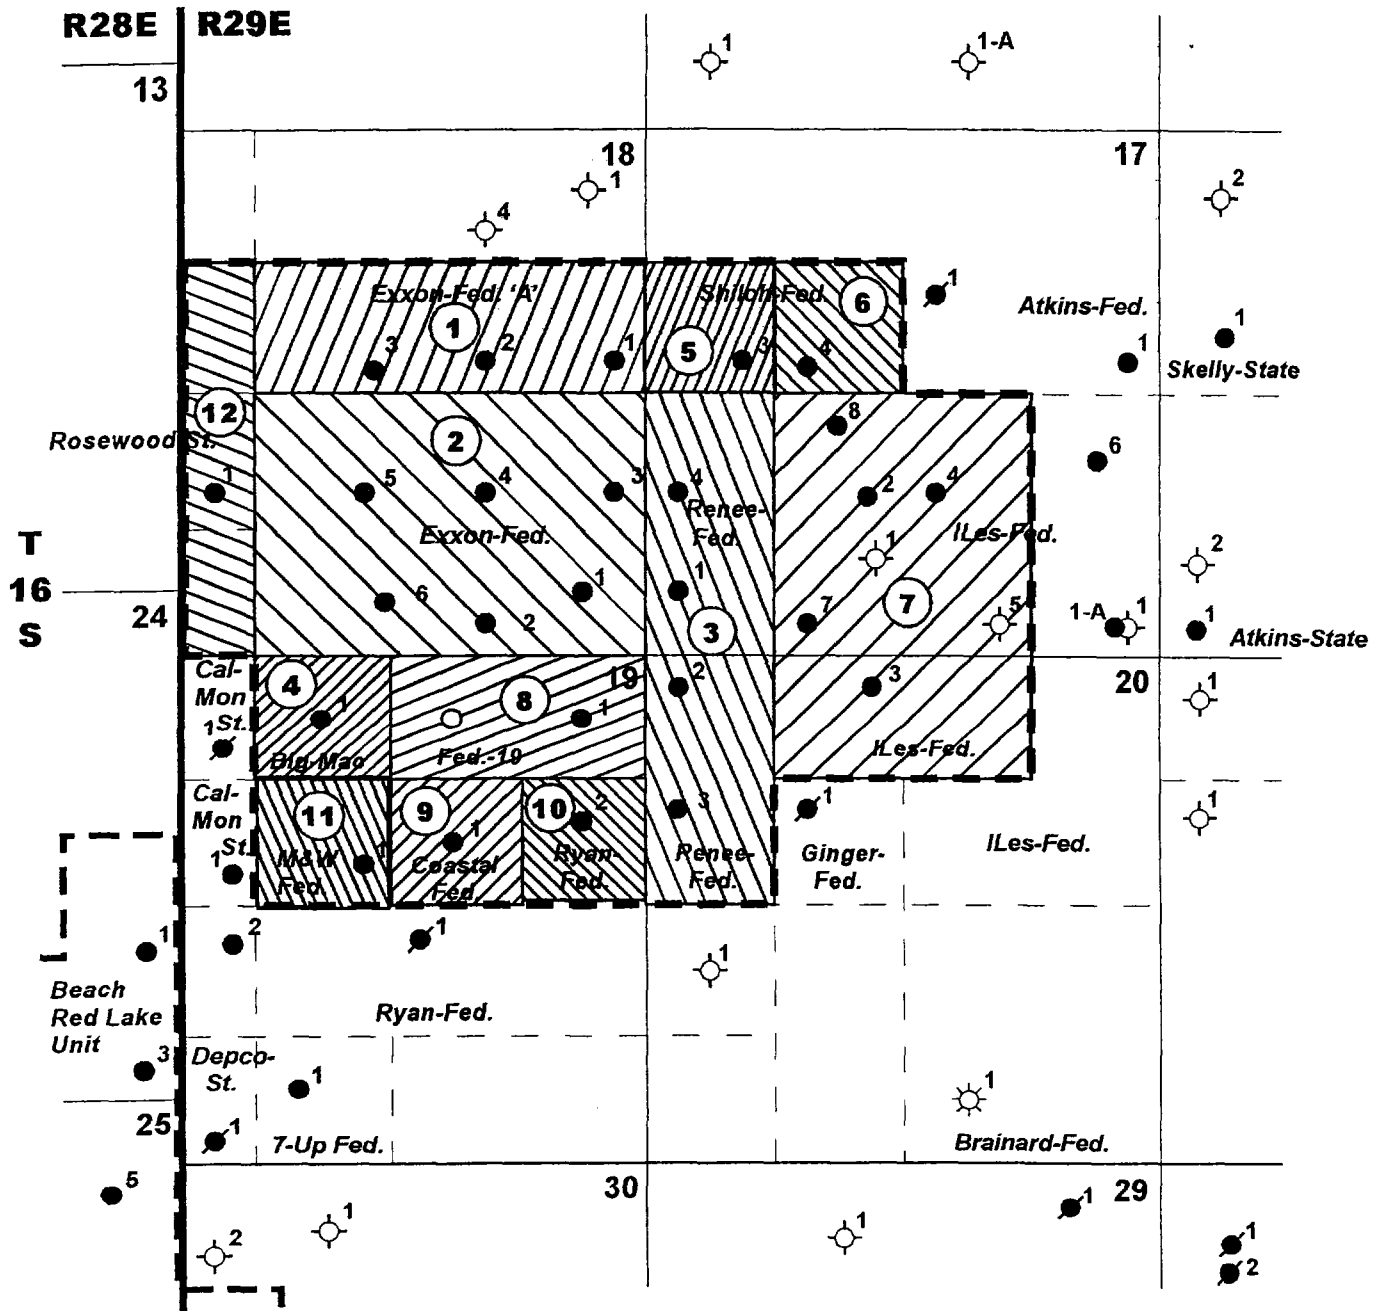 R28E R29E
1
1-A
13
18
17
1
2
4
Exxon-Fed. 'A'
Shiloh-Fed.
6
1
Atkins-Fed.
1
1
3
2
1
5
3
4
1
Skelly-State
12
Rosewood St.
2
8
6
1
5
4
3
4
2
4
Renee-
Fed.
Exxon-Fed.
1
ILes-Fed.
T
16
S
2
24
6
1
1
7
7
5
1-A
1
1
2
3
Atkins-State
Cal-
Mon
St.
1
4
1
8
19
1
2
3
20
1
Big-Mac
Fed.-19
ILes-Fed.
Cal-
Mon
St.
1
11
9
10
2
3
1
1
1
1
M&W
Fed.
Coastal
Fed.
Ryan-
Fed.
Renee-
Fed.
Ginger-
Fed.
ILes-Fed.
1
2
1
1
Beach
Red Lake
Unit
Ryan-Fed.
3
Depco-
St.
1
1
25
1
7-Up Fed.
Brainard-Fed.
5
30
29
2
1
1
1
1
2